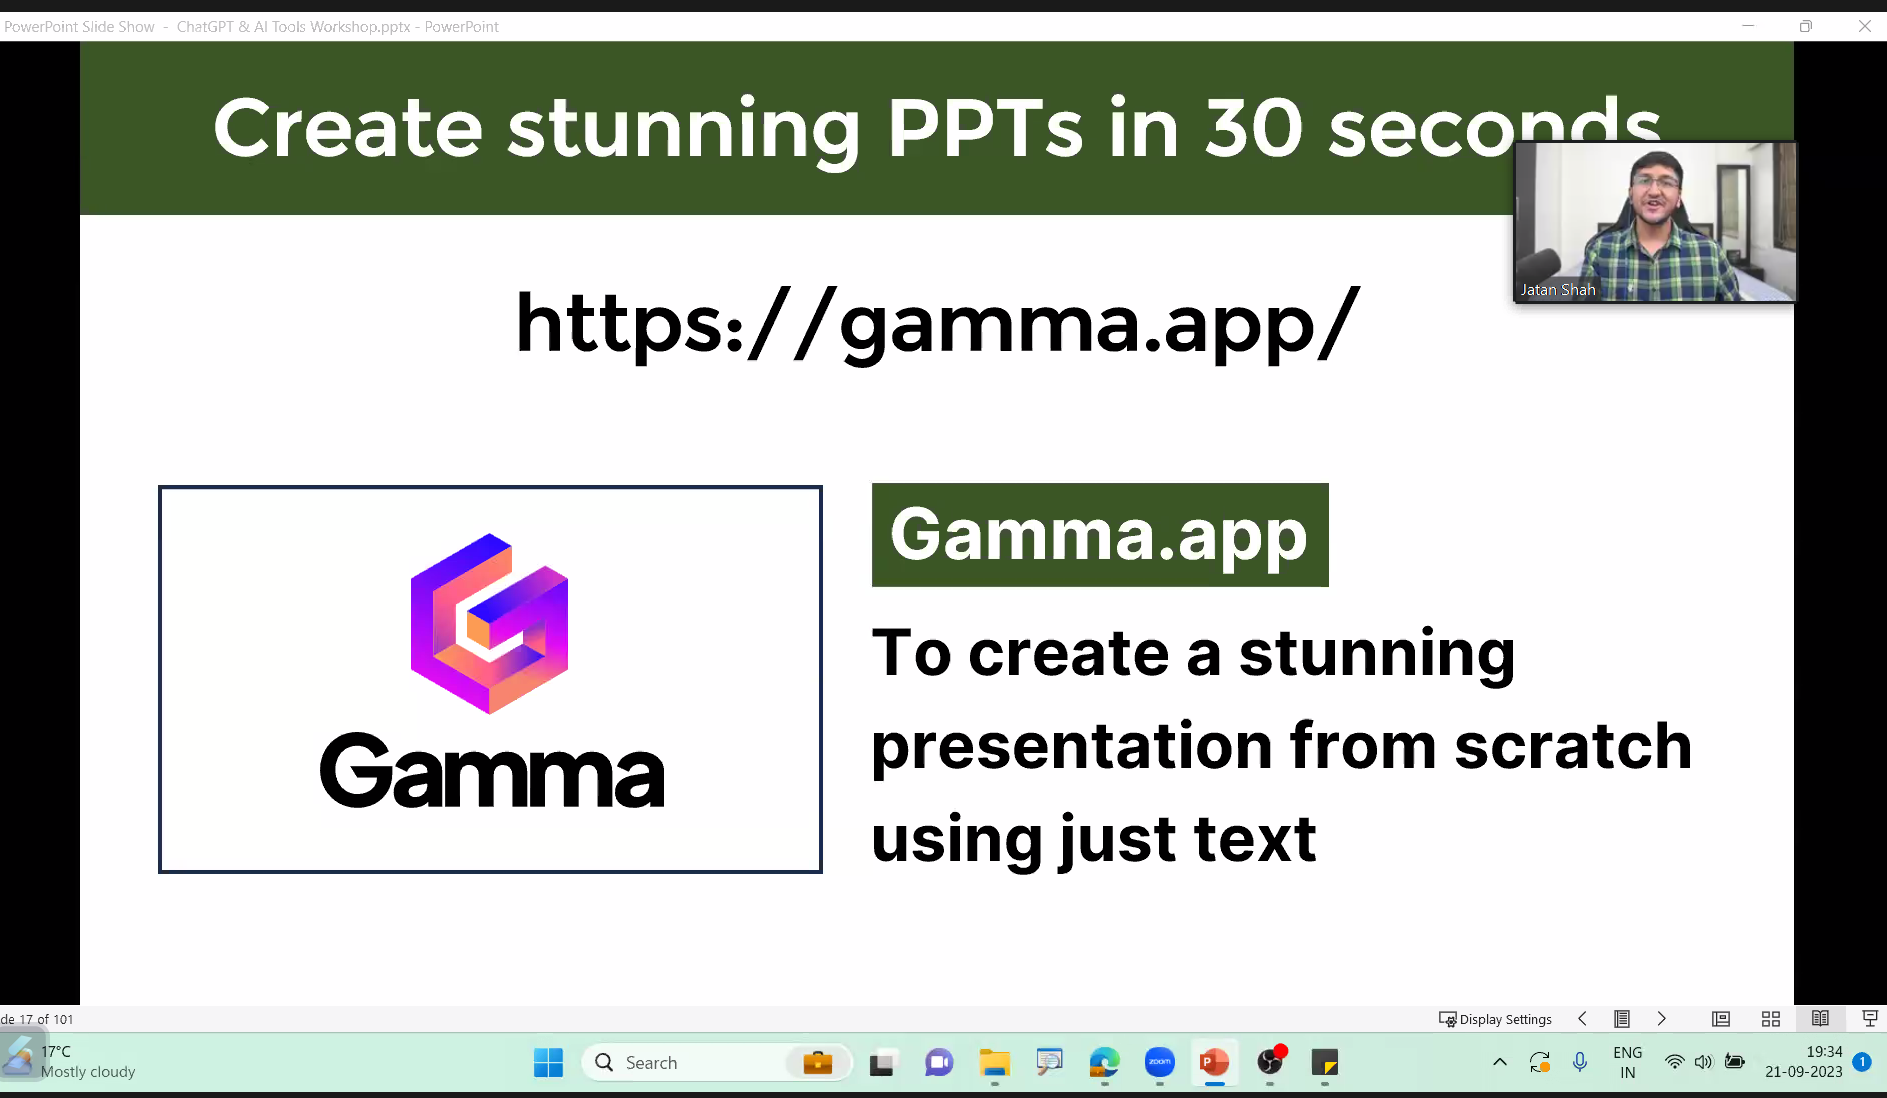 PowerPoint Slide Show - ChatGPT & AI Tools Workshop.pptx - PowerPoint
Create stunning PPTs in 30 seconds
Jatan Shah
https://gamma.app/
Gamma
Gamma.app
To create a stunning
presentation from scratch
using just text
de 17 of 101
Display Settings
17°C
Mostly cloudy
Search
zoom
P
ENG
IN
19:34
21-09-2023
1